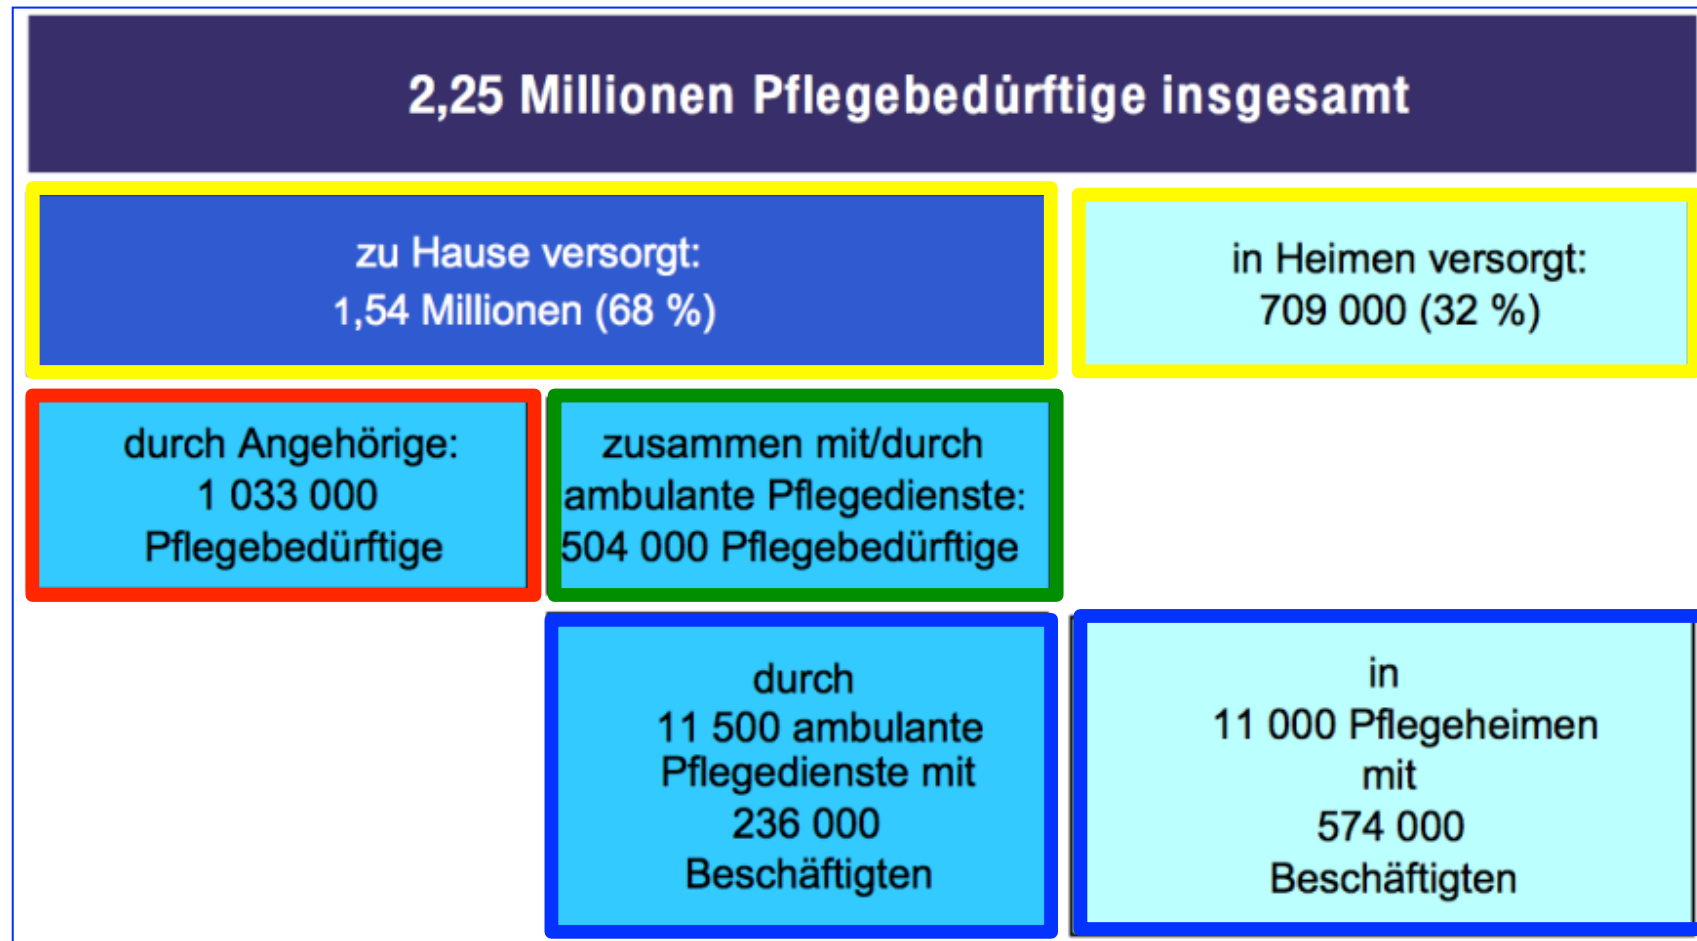 2,25 Millionen Pflegebedürftige insgesamt
zu Hause versorgt:
1,54 Millionen (68 %)
in Heimen versorgt:
709 000 (32 %)
durch Angehörige:
1 033 000
Pflegebedürftige
zusammen mit/durch
ambulante Pflegedienste:
504 000 Pflegebedürftige
durch
11 500 ambulante
Pflegedienste mit
236 000
Beschäftigten
in
11 000 Pflegeheimen
mit
574 000
Beschäftigten